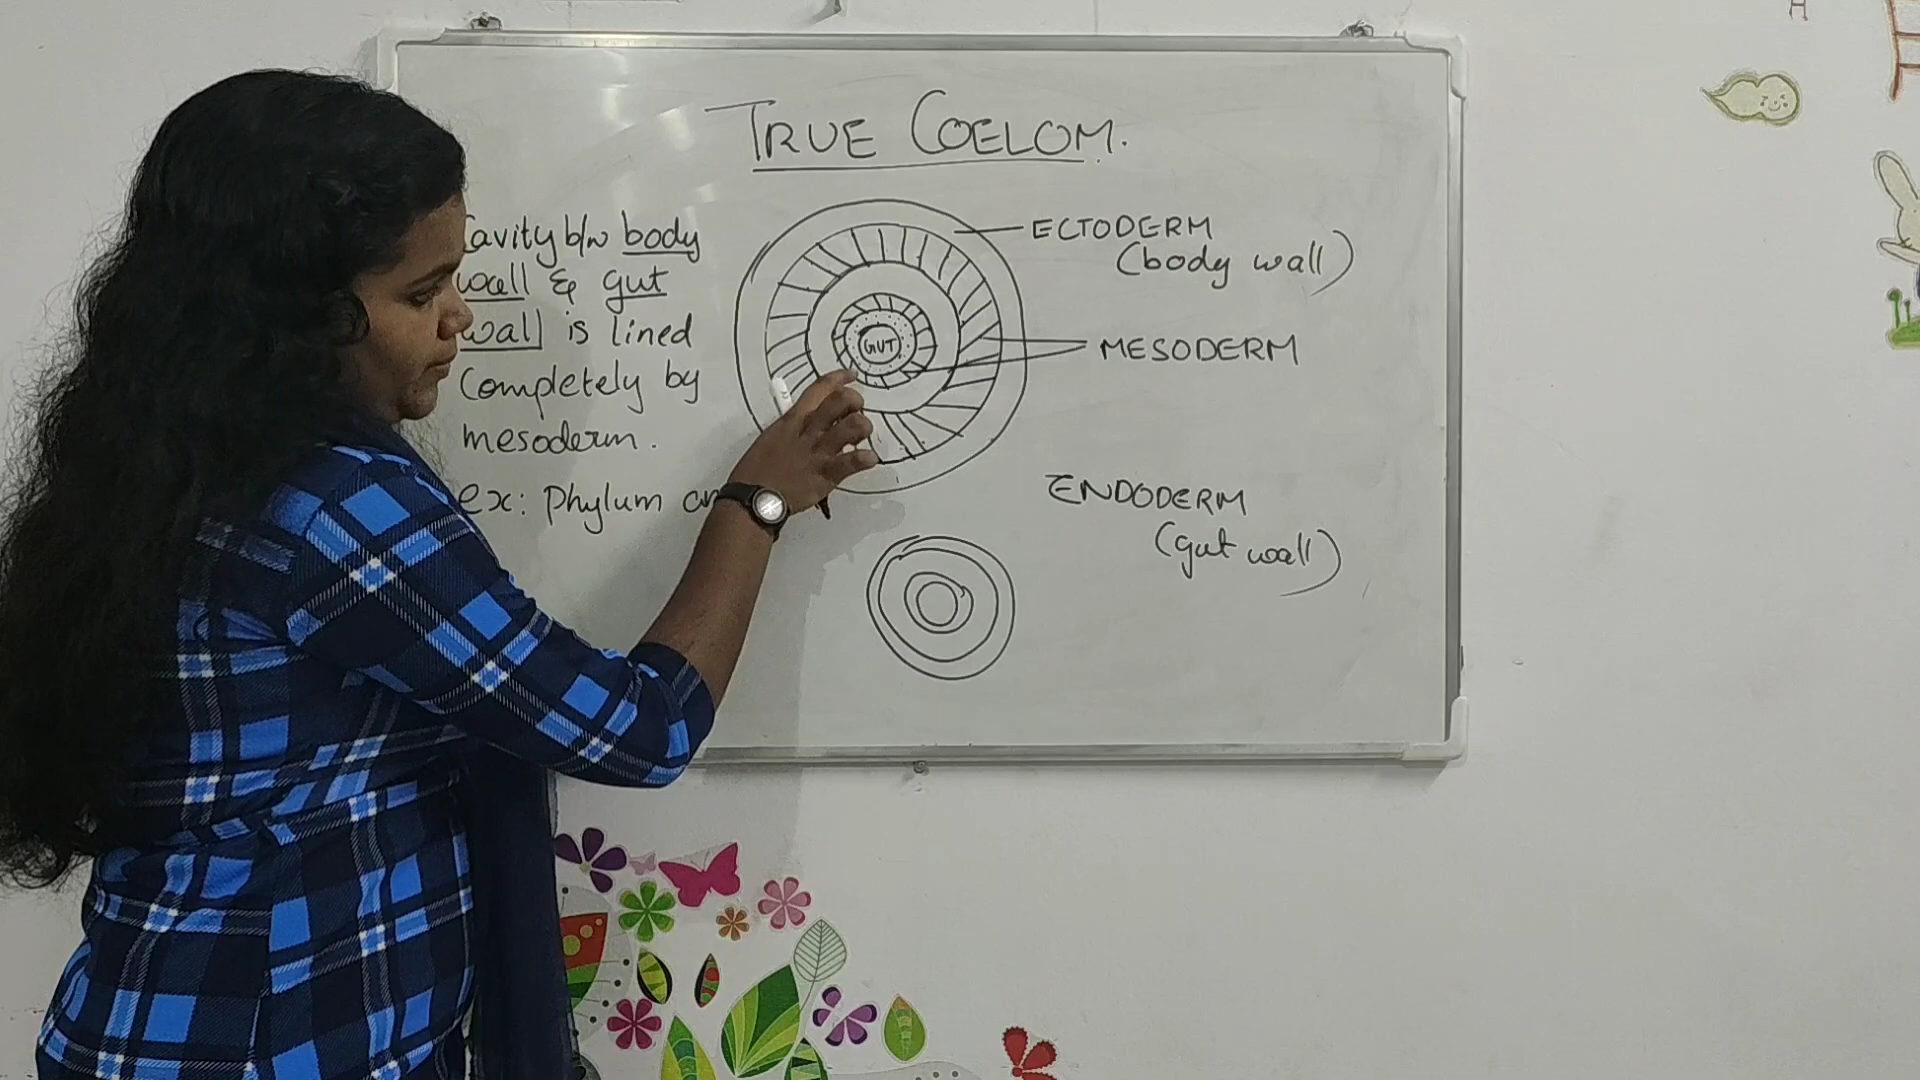 TRUE COELOM.
Cavity b/w body
wall & gut
wall is lined
completely by
mesoderm.
ex: phylum
ECTODERM
(body wall)
GUT
MESODERM
ENDODERM
(gut wall)
H